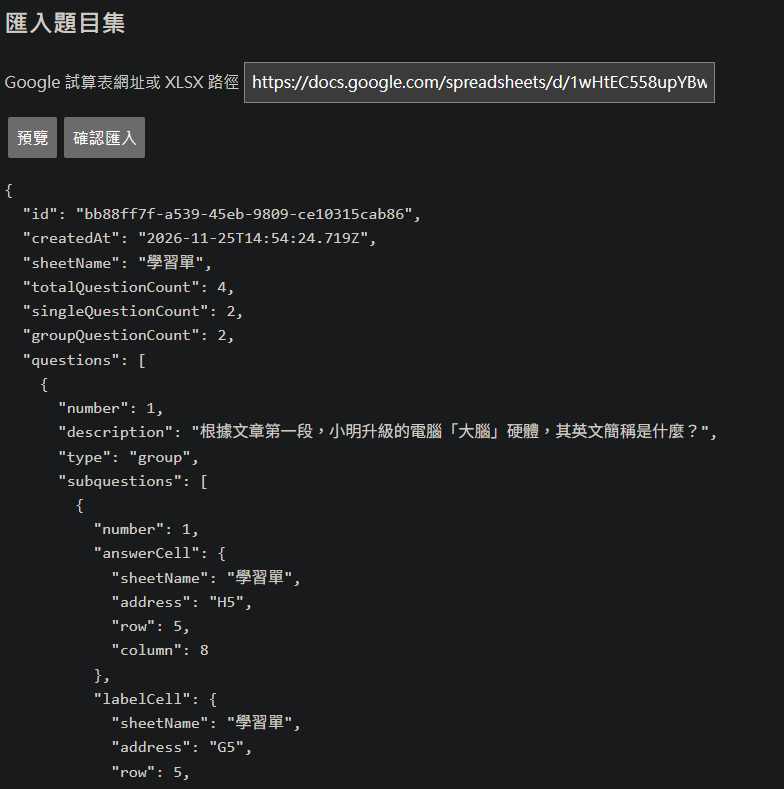 匯入題目集
Google 試算表網址或 XLSX 路徑 https://docs.google.com/spreadsheets/d/1wHtEC558upYBw
預覽 確認匯入
{
  "id": "bb88ff7f-a539-45eb-9809-ce10315cab86",
  "createdAt": "2026-11-25T14:54:24.719Z",
  "sheetName": "學習單",
  "totalQuestionCount": 4,
  "singleQuestionCount": 2,
  "groupQuestionCount": 2,
  "questions": [
    {
      "number": 1,
      "description": "根據文章第一段，小明升級的電腦「大腦」硬體，其英文簡稱是什麼？",
      "type": "group",
      "subquestions": [
        {
          "number": 1,
          "answerCell": {
            "sheetName": "學習單",
            "address": "H5",
            "row": 5,
            "column": 8
          },
          "labelCell": {
            "sheetName": "學習單",
            "address": "G5",
            "row": 5,